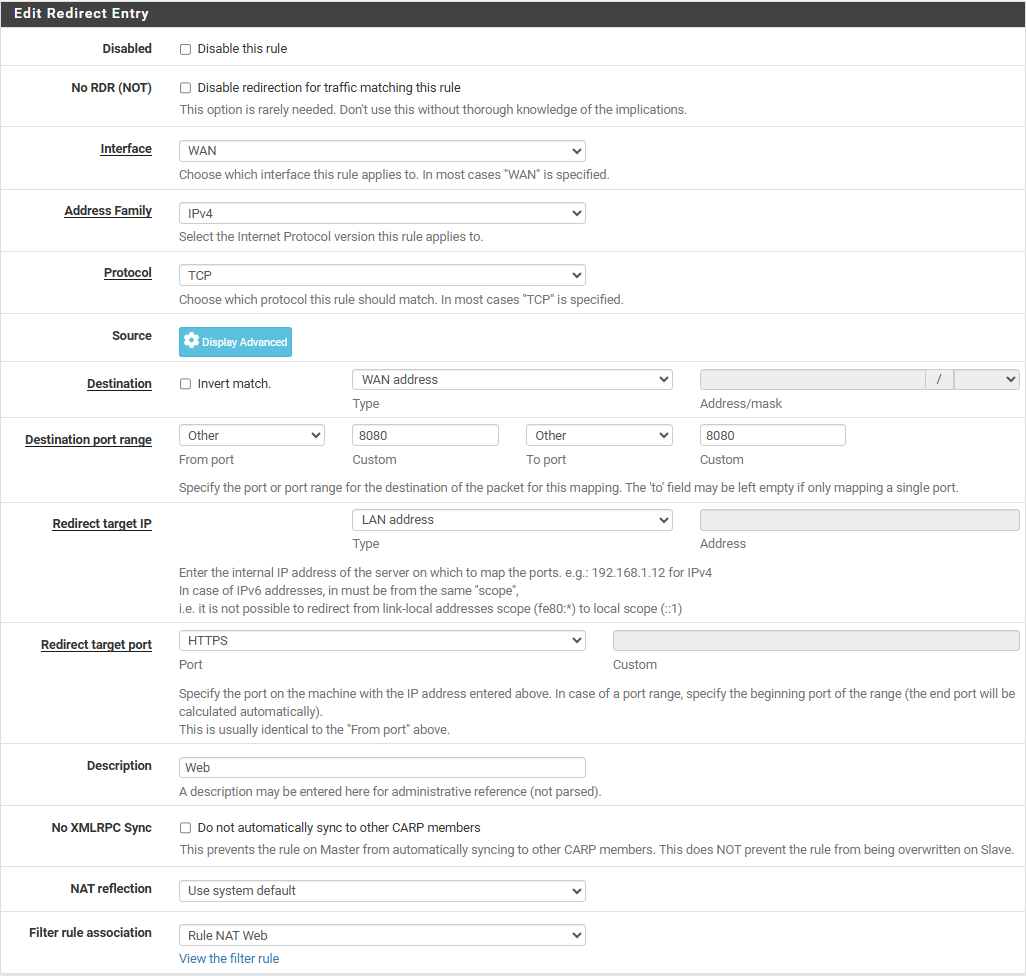 Edit Redirect Entry
Disabled
Disable this rule
No RDR (NOT)
Disable redirection for traffic matching this rule
This option is rarely needed. Don't use this without thorough knowledge of the implications.
Interface
WAN
Choose which interface this rule applies to. In most cases "WAN" is specified.
Address Family
IPv4
Select the Internet Protocol version this rule applies to.
Protocol
TCP
Choose which protocol this rule should match. In most cases "TCP" is specified.
Source
Display Advanced
Destination
Invert match.
WAN address
/
Type
Address/mask
Destination port range
Other
8080
Other
8080
From port
Custom
To port
Custom
Specify the port or port range for the destination of the packet for this mapping. The 'to' field may be left empty if only mapping a single port.
Redirect target IP
LAN address
Type
Address
Enter the internal IP address of the server on which to map the ports. e.g.: 192.168.1.12 for IPv4
In case of IPv6 addresses, in must be from the same "scope",
i.e. it is not possible to redirect from link-local addresses scope (fe80:*) to local scope (::1)
Redirect target port
HTTPS
Port
Custom
Specify the port on the machine with the IP address entered above. In case of a port range, specify the beginning port of the range (the end port will be
calculated automatically).
This is usually identical to the "From port" above.
Description
Web
A description may be entered here for administrative reference (not parsed).
No XMLRPC Sync
Do not automatically sync to other CARP members
This prevents the rule on Master from automatically syncing to other CARP members. This does NOT prevent the rule from being overwritten on Slave.
NAT reflection
Use system default
Filter rule association
Rule NAT Web
View the filter rule